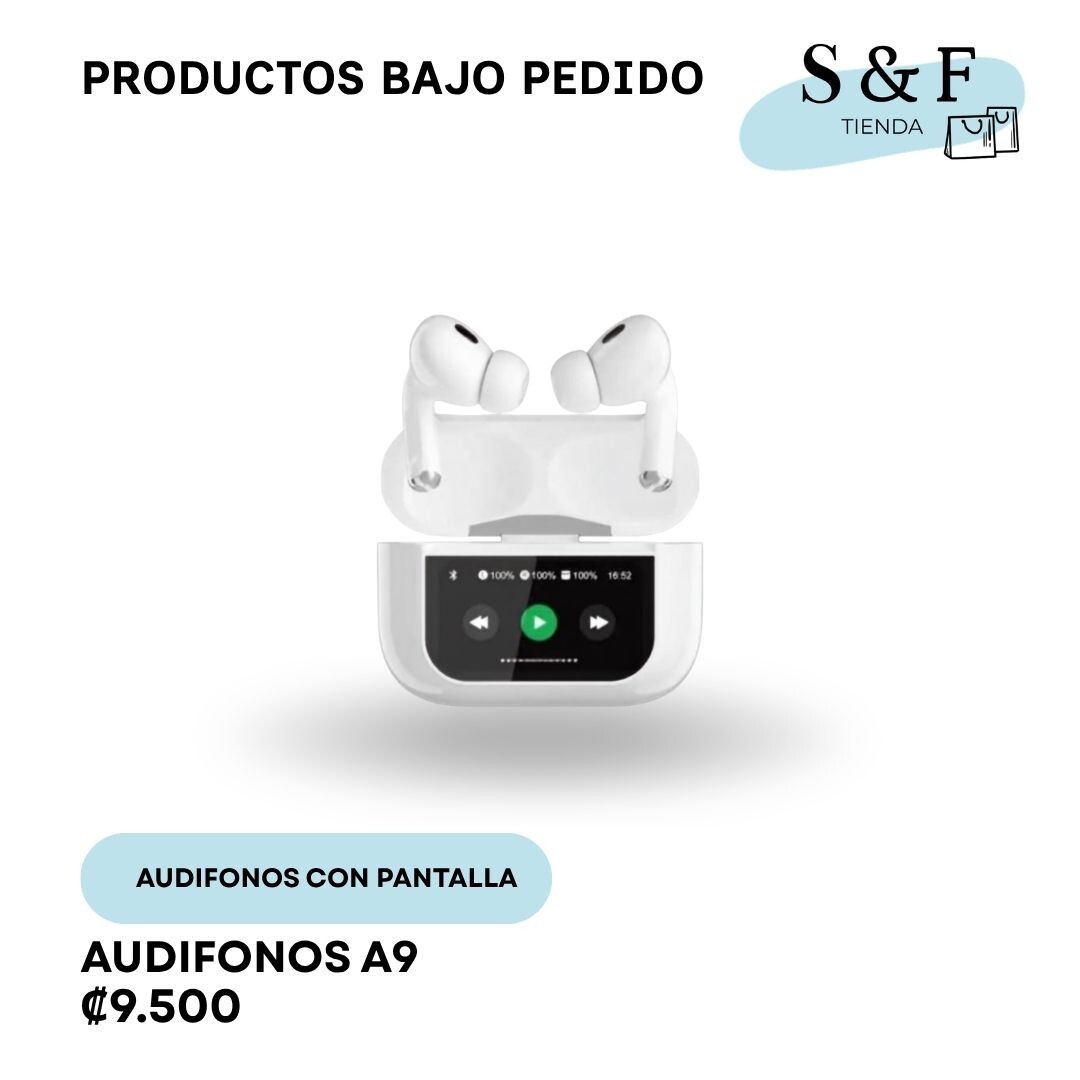 PRODUCTOS BAJO PEDIDO
S & F
TIENDA
100% 100% 100% 16:52
L
R
AUDIFONOS CON PANTALLA
AUDIFONOS A9
₡9.500